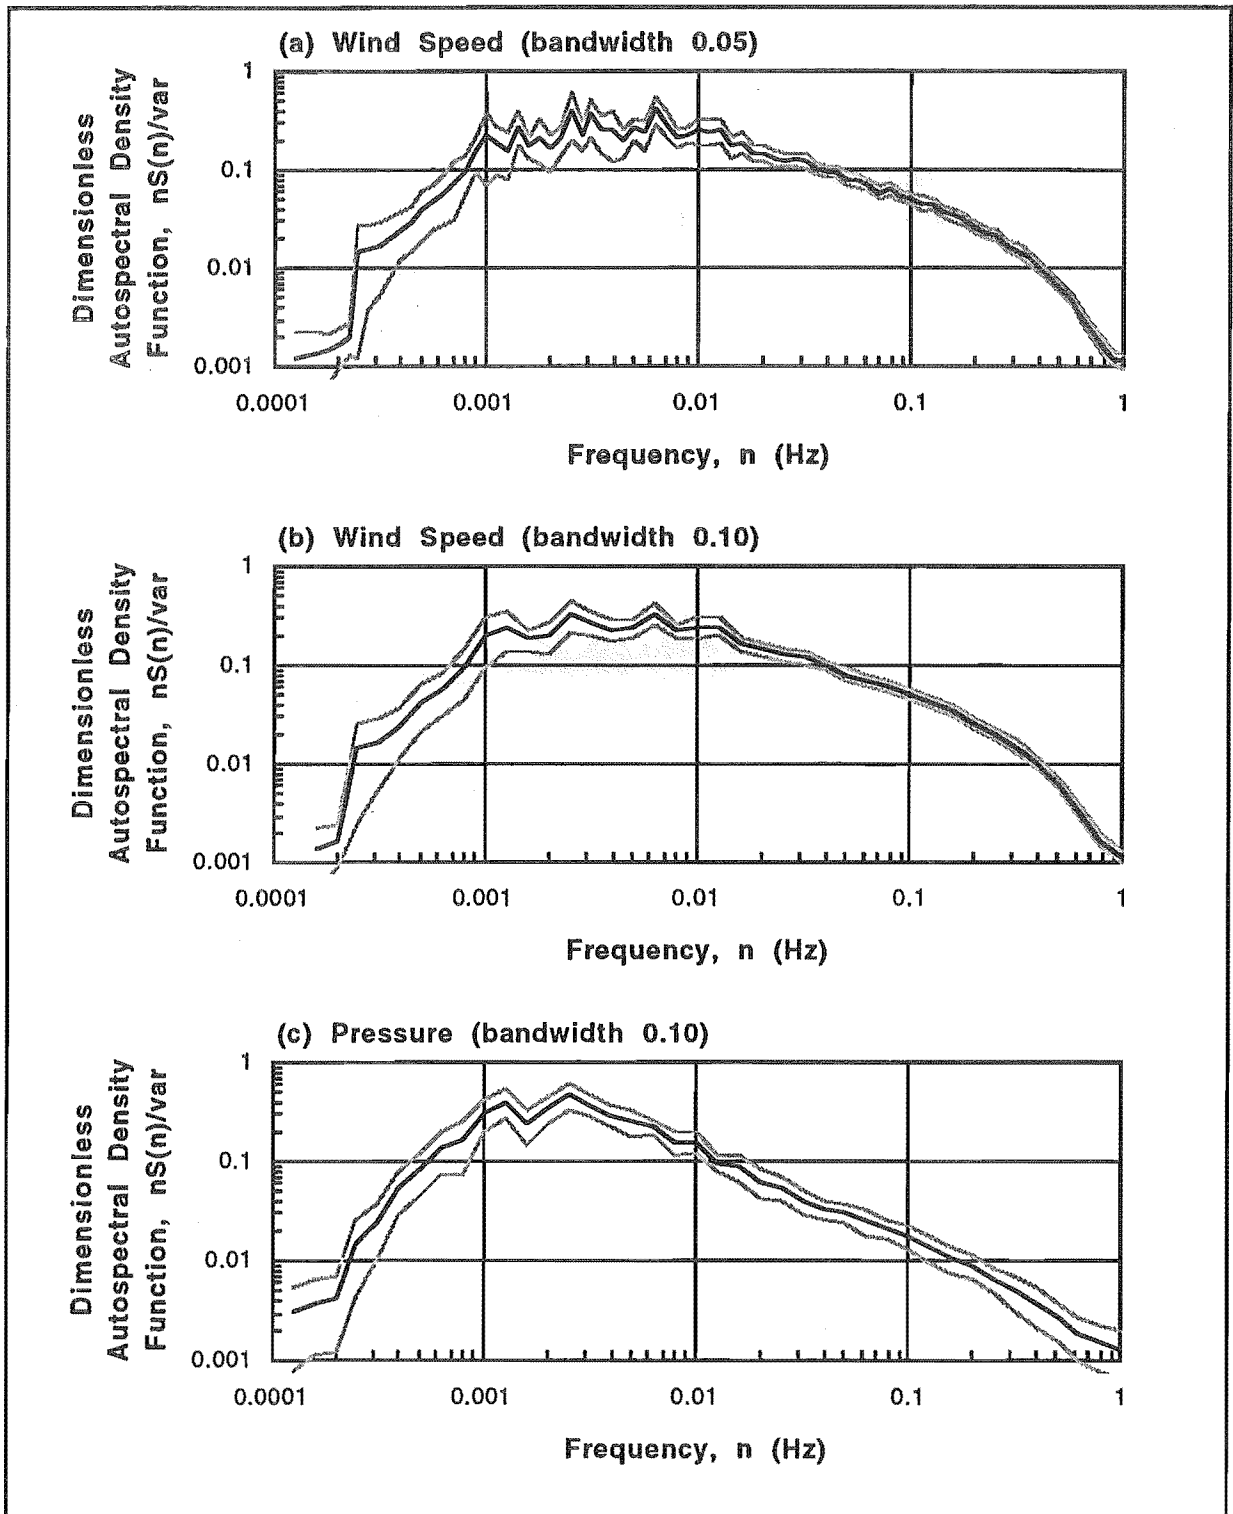 (a) Wind Speed (bandwidth 0.05)
Dimensionless
Autospectral Density
Function, nS(n)/var
1
0.1
0.01
0.001
0.0001 0.001 0.01 0.1 1
Frequency, n (Hz)
(b) Wind Speed (bandwidth 0.10)
Dimensionless
Autospectral Density
Function, nS(n)/var
1
0.1
0.01
0.001
0.0001 0.001 0.01 0.1 1
Frequency, n (Hz)
(c) Pressure (bandwidth 0.10)
Dimensionless
Autospectral Density
Function, nS(n)/var
1
0.1
0.01
0.001
0.0001 0.001 0.01 0.1 1
Frequency, n (Hz)